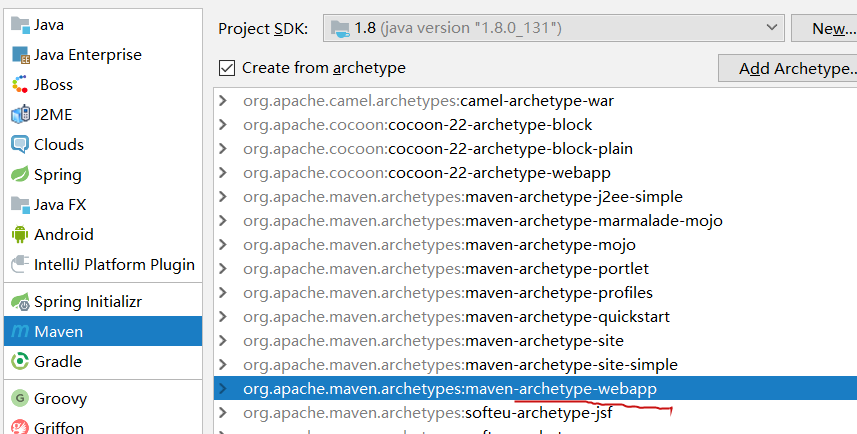 Java
Java Enterprise
JBoss
J2ME
Clouds
Spring
Java FX
Android
IntelliJ Platform Plugin
Spring Initializr
Maven
Gradle
Groovy
Griffon
Project SDK: 1.8 (java version "1.8.0_131") New...
Create from archetype Add Archetype...
org.apache.camel.archetypes:camel-archetype-war
org.apache.cocoon:cocoon-22-archetype-block
org.apache.cocoon:cocoon-22-archetype-block-plain
org.apache.cocoon:cocoon-22-archetype-webapp
org.apache.maven.archetypes:maven-archetype-j2ee-simple
org.apache.maven.archetypes:maven-archetype-marmalade-mojo
org.apache.maven.archetypes:maven-archetype-mojo
org.apache.maven.archetypes:maven-archetype-portlet
org.apache.maven.archetypes:maven-archetype-profiles
org.apache.maven.archetypes:maven-archetype-quickstart
org.apache.maven.archetypes:maven-archetype-site
org.apache.maven.archetypes:maven-archetype-site-simple
org.apache.maven.archetypes:maven-archetype-webapp
org.apache.maven.archetypes:softeu-archetype-jsf